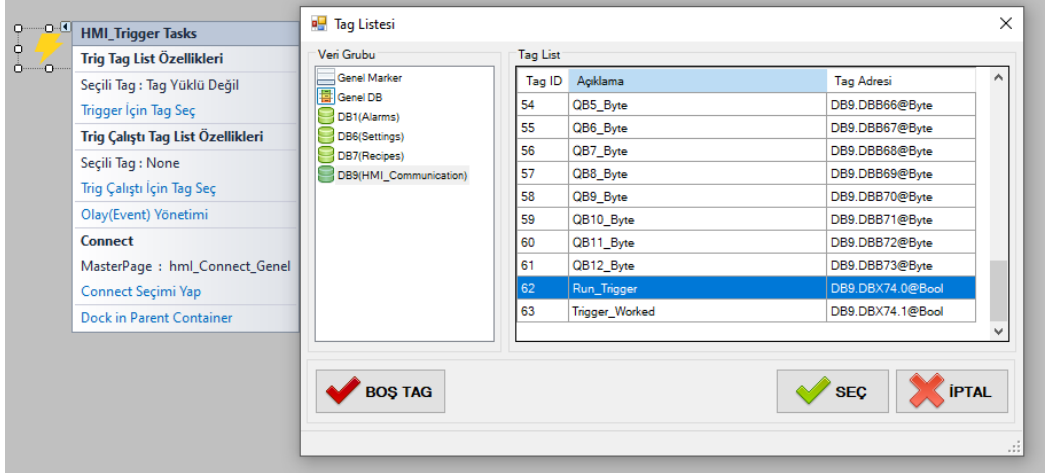 HMI_Trigger Tasks
Trig Tag List Özellikleri
Seçili Tag : Tag Yüklü Değil
Trigger İçin Tag Seç
Trig Çalıştı Tag List Özellikleri
Seçili Tag : None
Trig Çalıştı İçin Tag Seç
Olay(Event) Yönetimi
Connect
MasterPage : hml_Connect_Genel
Connect Seçimi Yap
Dock in Parent Container
Tag Listesi
Veri Grubu
Genel Marker
Genel DB
DB1(Alarms)
DB6(Settings)
DB7(Recipes)
DB9(HMI_Communication)
Tag List
Tag ID Açıklama Tag Adresi
54 QB5_Byte DB9.DBB66@Byte
55 QB6_Byte DB9.DBB67@Byte
56 QB7_Byte DB9.DBB68@Byte
57 QB8_Byte DB9.DBB69@Byte
58 QB9_Byte DB9.DBB70@Byte
59 QB10_Byte DB9.DBB71@Byte
60 QB11_Byte DB9.DBB72@Byte
61 QB12_Byte DB9.DBB73@Byte
62 Run_Trigger DB9.DBX74.0@Bool
63 Trigger_Worked DB9.DBX74.1@Bool
BOŞ TAG
SEÇ
İPTAL